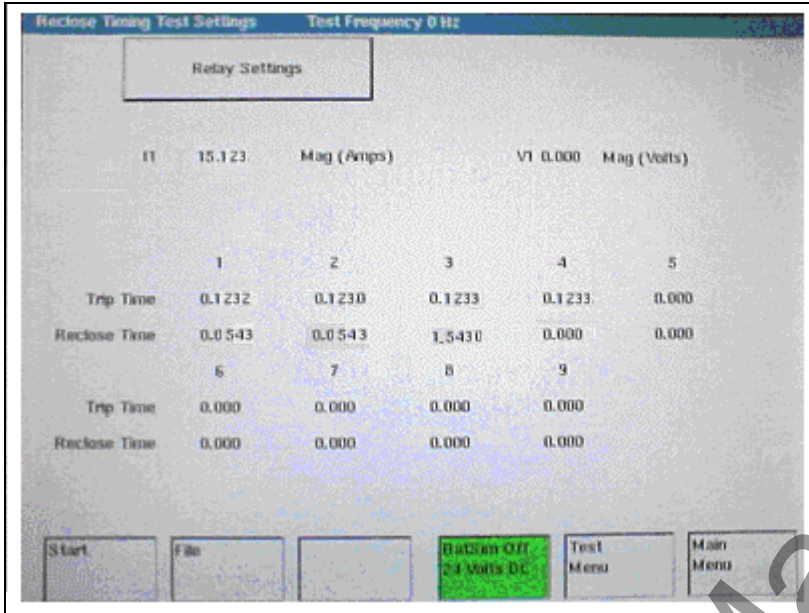 Reclose Timing Test Settings Test Frequency 0 Hz
Relay Settings
I1 15.123 Mag (Amps) V1 0.000 Mag (Volts)
1 2 3 4 5
Trip Time 0.1232 0.1230 0.1233 0.1233 0.000
Reclose Time 0.0543 0.0543 1.5430 0.000 0.000
6 7 8 9
Trip Time 0.000 0.000 0.000 0.000
Reclose Time 0.000 0.000 0.000 0.000
Start File BatSim Off Test Main
24 Volts DC Menu Menu